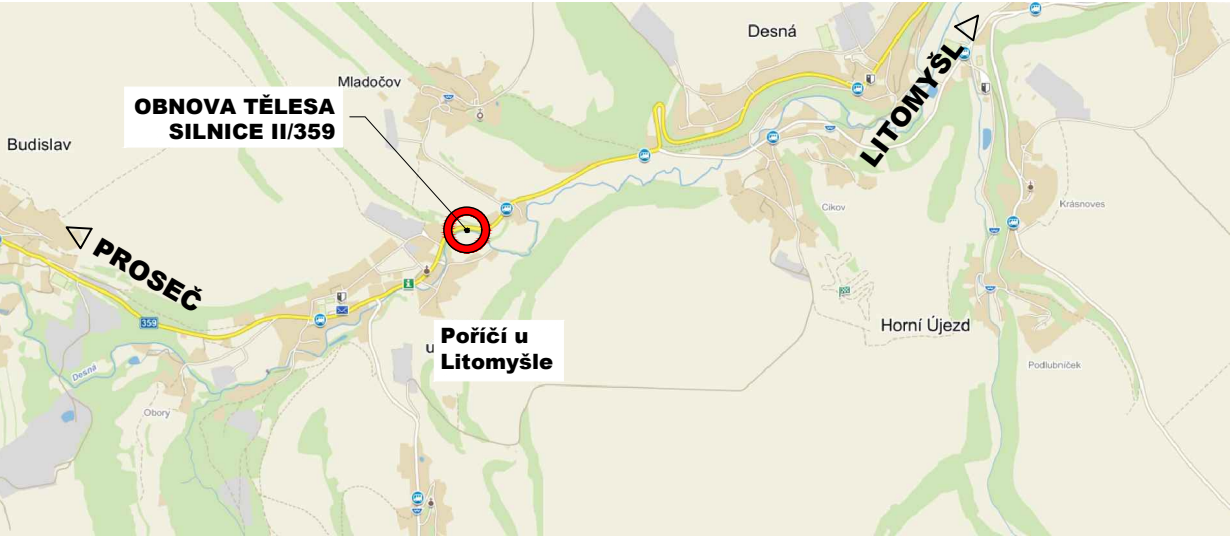 Desná
LITOMYŠL
Mladočov
OBNOVA TĚLESA
SILNICE II/359
Budislav
Cikov
Krásnoves
PROSEČ
359
Horní Újezd
Poříčí u
Litomyšle
u
Podlubníček
Desná
Oborý